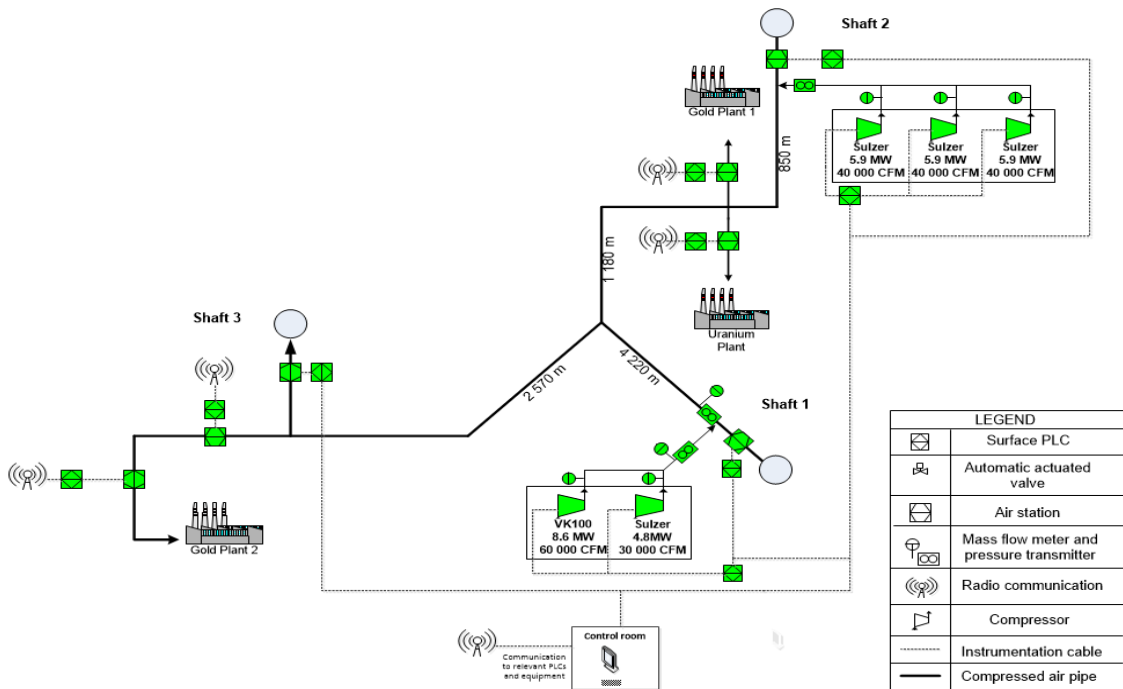 Shaft 2
Gold Plant 1
850 m
Sulzer
5.9 MW
40 000 CFM
Sulzer
5.9 MW
40 000 CFM
Sulzer
5.9 MW
40 000 CFM
1 180 m
Uranium
Plant
Shaft 3
2 570 m
4 220 m
Shaft 1
VK100
8.6 MW
60 000 CFM
Sulzer
4.8MW
30 000 CFM
Gold Plant 2
Control room
Communication
to relevant PLCs
and equipment
LEGEND
Surface PLC
Automatic actuated
valve
Air station
Mass flow meter and
pressure transmitter
Radio communication
Compressor
Instrumentation cable
Compressed air pipe